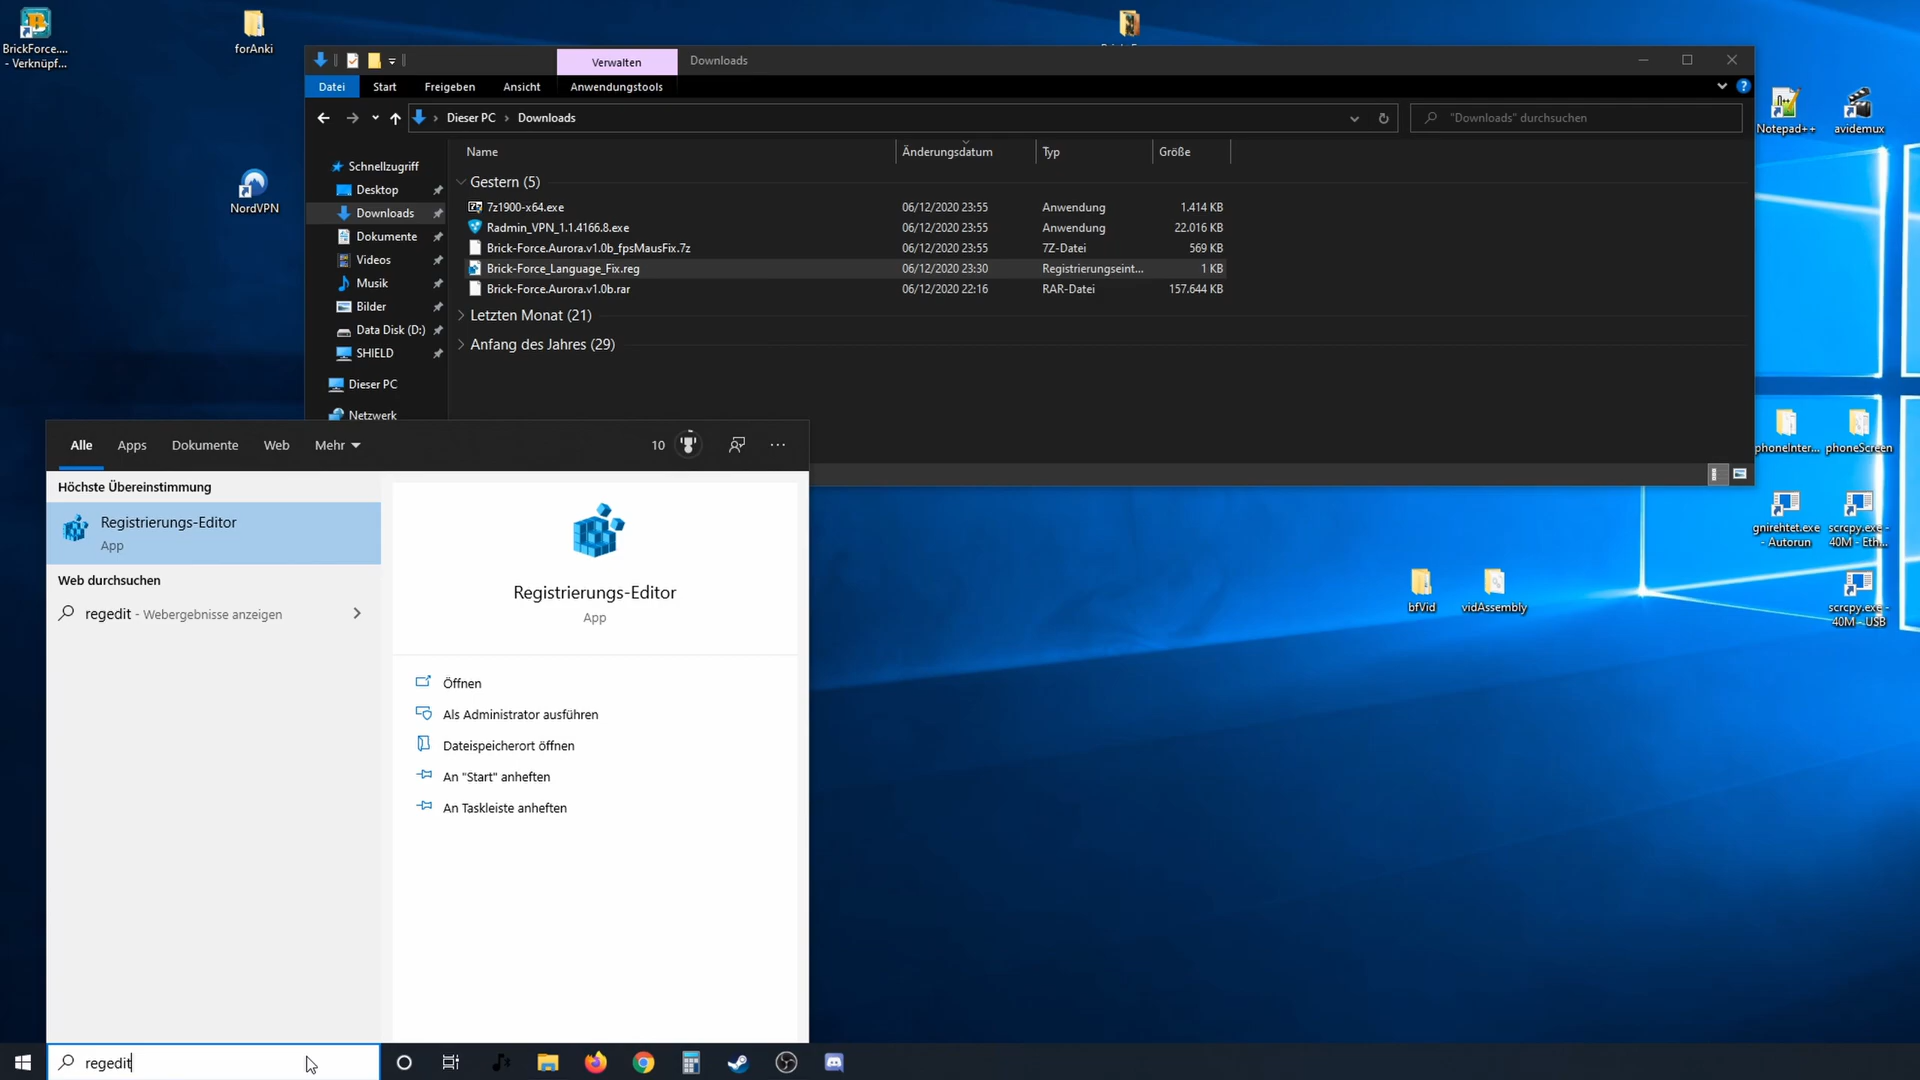 BrickForce....
- Verknüpf...
forAnki
NordVPN
Verwalten
Downloads
Datei
Start
Freigeben
Ansicht
Anwendungstools
Dieser PC
Downloads
"Downloads" durchsuchen
Name
Änderungsdatum
Typ
Größe
Schnellzugriff
Desktop
Downloads
Dokumente
Videos
Musik
Bilder
Data Disk (D:)
SHIELD
Dieser PC
Netzwerk
Gestern (5)
7z1900-x64.exe 06/12/2020 23:55 Anwendung 1.414 KB
Radmin_VPN_1.1.4166.8.exe 06/12/2020 23:55 Anwendung 22.016 KB
Brick-Force.Aurora.v1.0b_fpsMausFix.7z 06/12/2020 23:55 7Z-Datei 569 KB
Brick-Force_Language_Fix.reg 06/12/2020 23:30 Registrierungseint... 1 KB
Brick-Force.Aurora.v1.0b.rar 06/12/2020 22:16 RAR-Datei 157.644 KB
Letzten Monat (21)
Anfang des Jahres (29)
Notepad++
avidemux
phoneInter...
phoneScreen
gnirehtet.exe
- Autorun
scrcpy.exe -
40M - Eth...
scrcpy.exe -
40M - USB
bfVid
vidAssembly
Alle
Apps
Dokumente
Web
Mehr
10
Höchste Übereinstimmung
Registrierungs-Editor
App
Web durchsuchen
regedit - Webergebnisse anzeigen
Registrierungs-Editor
App
Öffnen
Als Administrator ausführen
Dateispeicherort öffnen
An "Start" anheften
An Taskleiste anheften
regedit